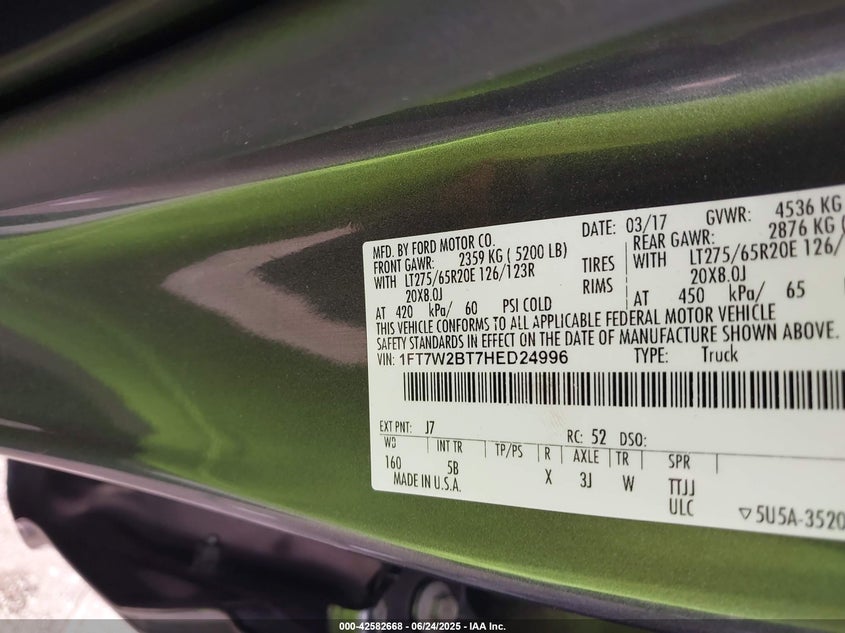 MFD. BY FORD MOTOR CO. DATE: 03/17 GVWR: 4536 KG
FRONT GAWR: 2359 KG ( 5200 LB) REAR GAWR: 2876 KG (
WITH LT275/65R20E 126/123R TIRES WITH LT275/65R20E 126/
20X8.0J RIMS 20X8.0J
AT 420 kPa/ 60 PSI COLD AT 450 kPa/ 65
THIS VEHICLE CONFORMS TO ALL APPLICABLE FEDERAL MOTOR VEHICLE
SAFETY STANDARDS IN EFFECT ON THE DATE OF MANUFACTURE SHOWN ABOVE.
VIN: 1FT7W2BT7HED24996 TYPE: Truck
EXT PNT: J7 RC: 52 DSO:
WB INT TR TP/PS R AXLE TR SPR
160 5B X 3J W TTJJ
MADE IN U.S.A. ULC
▽5U5A-3520
000-42582668 - 06/24/2025 - IAA Inc.